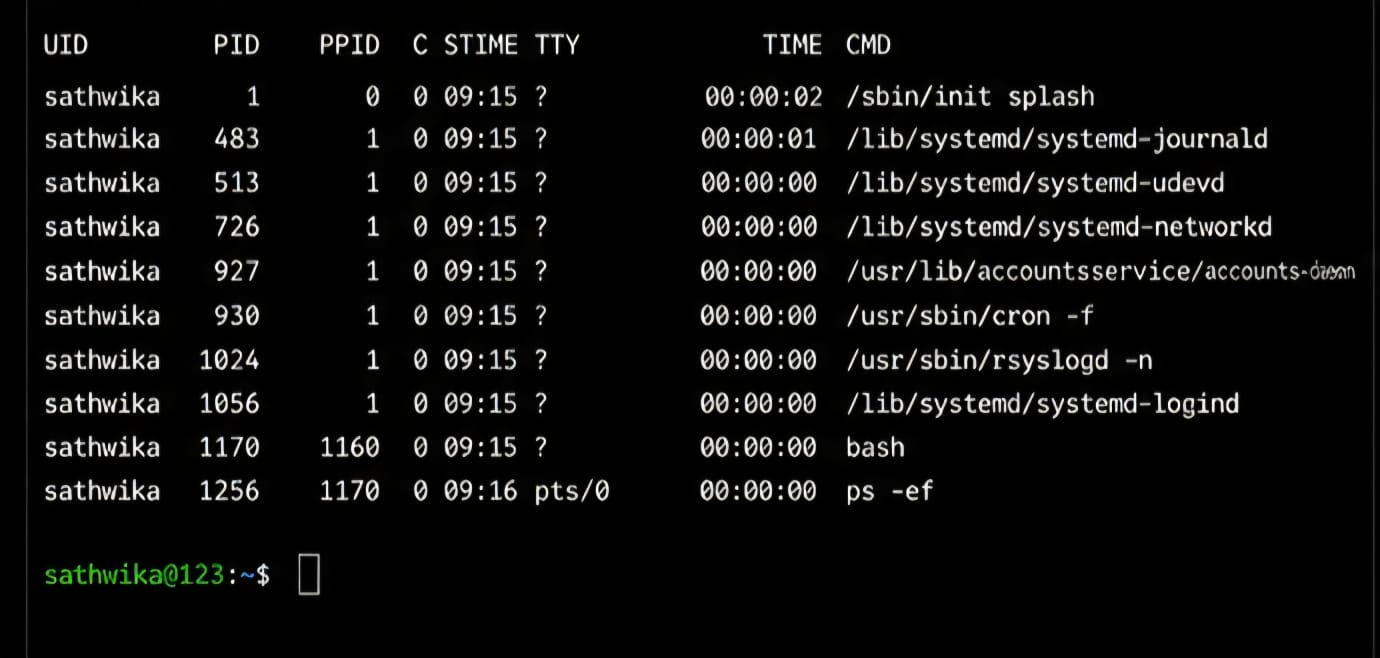 UID PID PPID C STIME TTY TIME CMD
sathwika 1 0 0 09:15 ? 00:00:02 /sbin/init splash
sathwika 483 1 0 09:15 ? 00:00:01 /lib/systemd/systemd-journald
sathwika 513 1 0 09:15 ? 00:00:00 /lib/systemd/systemd-udevd
sathwika 726 1 0 09:15 ? 00:00:00 /lib/systemd/systemd-networkd
sathwika 927 1 0 09:15 ? 00:00:00 /usr/lib/accountsservice/accounts-
sathwika 930 1 0 09:15 ? 00:00:00 /usr/sbin/cron -f
sathwika 1024 1 0 09:15 ? 00:00:00 /usr/sbin/rsyslogd -n
sathwika 1056 1 0 09:15 ? 00:00:00 /lib/systemd/systemd-logind
sathwika 1170 1160 0 09:15 ? 00:00:00 bash
sathwika 1256 1170 0 09:16 pts/0 00:00:00 ps -ef
sathwika@123:~$